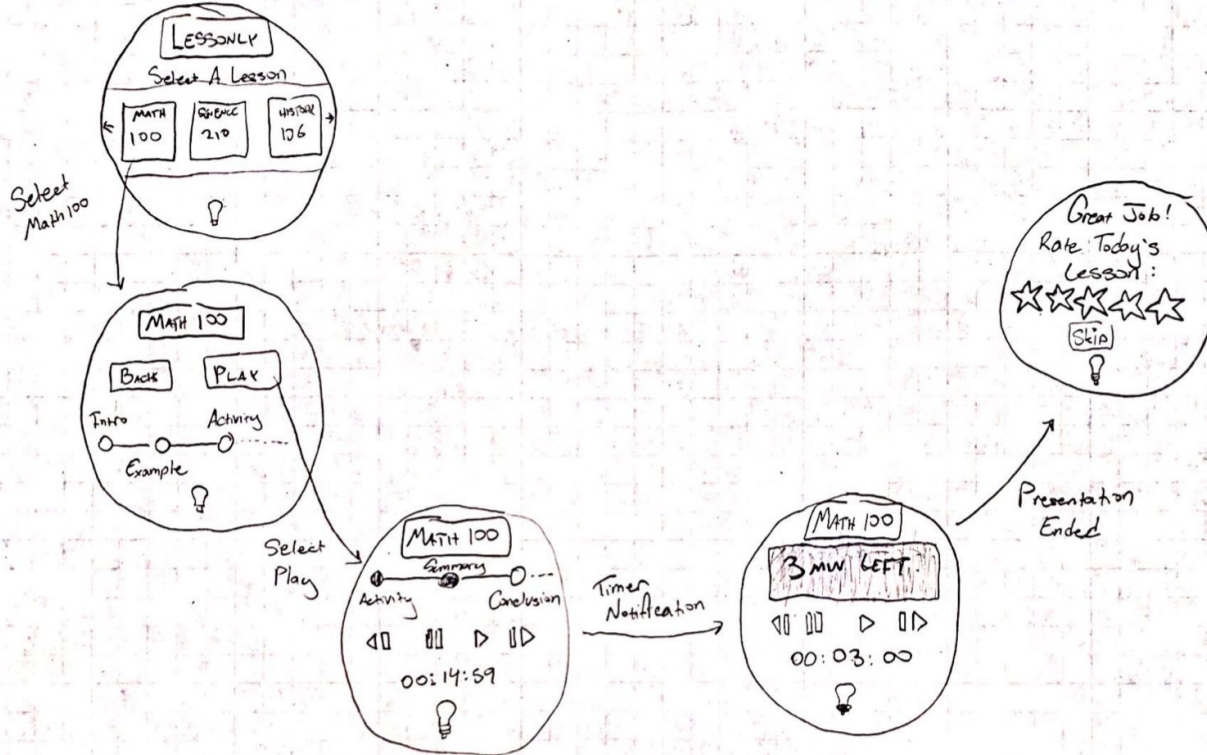 LESSONLY
Select A Lesson
MATH
100
SCIENCE
210
HISTORY
106
Select
Math 100
MATH 100
BACK
PLAY
Intro
Activity
Example
Select
Play
MATH 100
Summary
Activity
Conclusion
00:14:59
Timer
Notification
MATH 100
3 MIN LEFT.
00:03:00
Presentation
Ended
Great Job!
Rate Today's
Lesson:
Skip